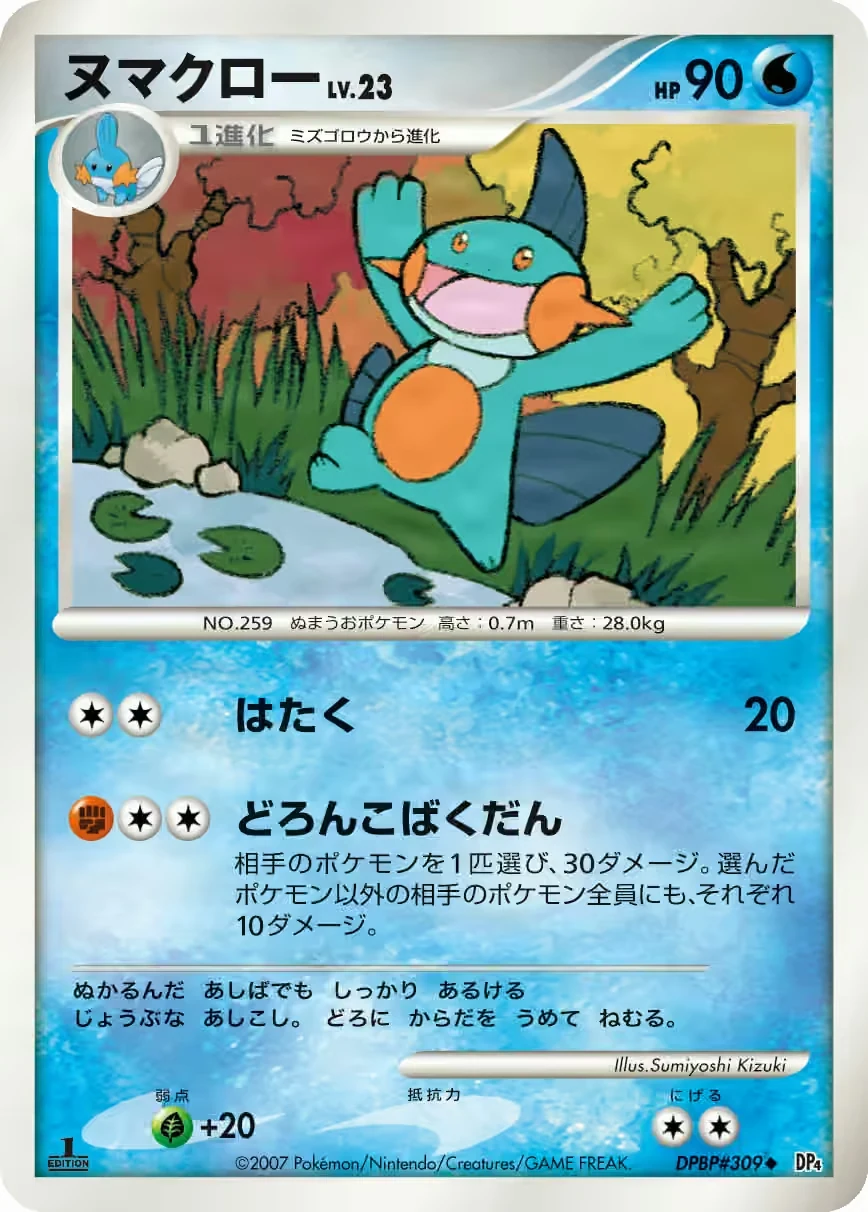 ヌマクロー LV.23 HP 90
1進化 ミズゴロウから進化
NO.259 ぬまうおポケモン 高さ:0.7m 重さ:28.0kg
はたく 20
どろんこばくだん
相手のポケモンを1匹選び、30ダメージ。選んだ
ポケモン以外の相手のポケモン全員にも、それぞれ
10ダメージ。
ぬかるんだ あしばでも しっかり あるける
じょうぶな あしこし。 どろに からだを うめて ねむる。
Illus.Sumiyoshi Kizuki
弱点 抵抗力 にげる
+20
1 EDITION ©2007 Pokémon/Nintendo/Creatures/GAME FREAK. DPBP#309◆ DP4